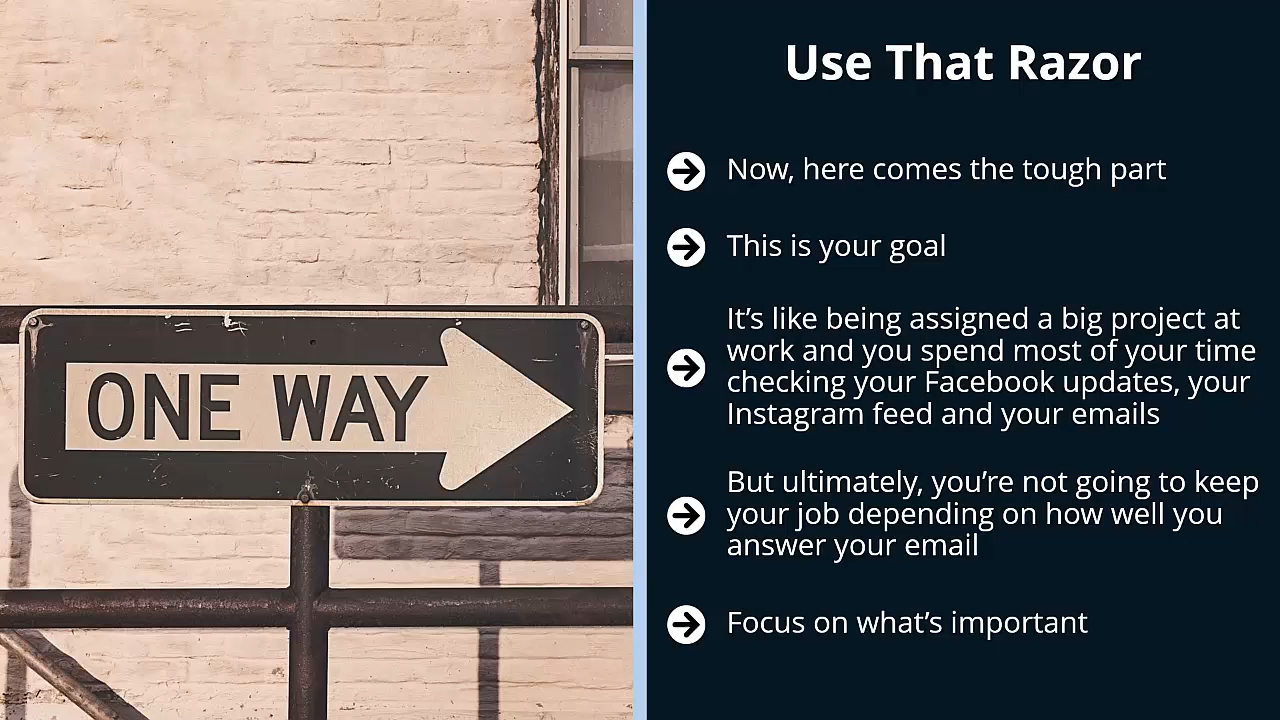 ONE WAY
Use That Razor
Now, here comes the tough part
This is your goal
It’s like being assigned a big project at
work and you spend most of your time
checking your Facebook updates, your
Instagram feed and your emails
But ultimately, you’re not going to keep
your job depending on how well you
answer your email
Focus on what’s important